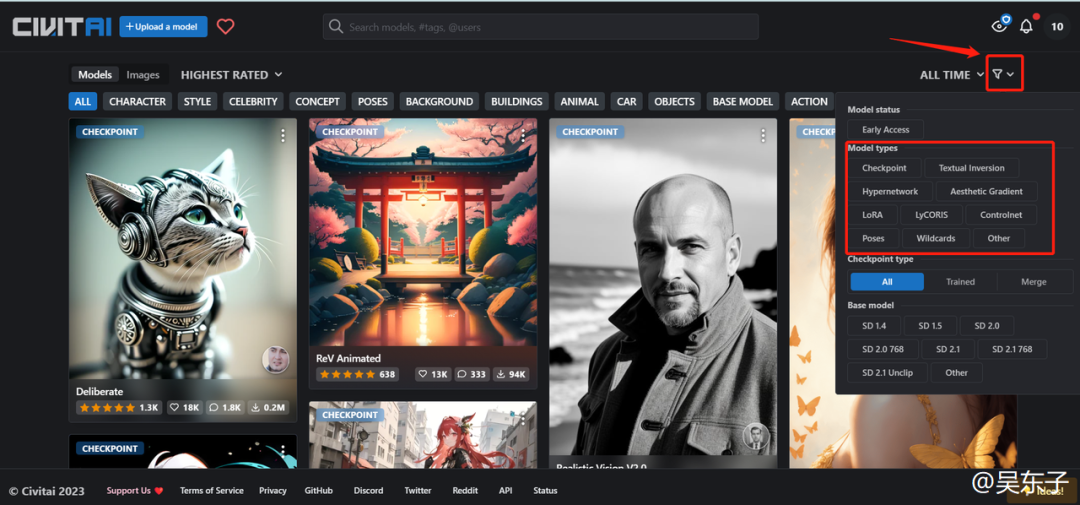 CIVITAI + Upload a model Search models, #tags, @users 10
Models Images HIGHEST RATED ALL TIME
ALL CHARACTER STYLE CELEBRITY CONCEPT POSES BACKGROUND BUILDINGS ANIMAL CAR OBJECTS BASE MODEL ACTION
CHECKPOINT
Deliberate
1.3K 18K 1.8K 0.2M
CHECKPOINT
CHECKPOINT
ReV Animated
638 13K 333 94K
CHECKPOINT
CHECKPOINT
Realistic Vision V2.0
Model status
Early Access
Model types
Checkpoint Textual Inversion
Hypernetwork Aesthetic Gradient
LoRA LyCORIS Controlnet
Poses Wildcards Other
Checkpoint type
All Trained Merge
Base model
SD 1.4 SD 1.5 SD 2.0
SD 2.0 768 SD 2.1 SD 2.1 768
SD 2.1 Unclip Other
© Civitai 2023 Support Us Terms of Service Privacy GitHub Discord Twitter Reddit API Status Ideas!
@吴东子